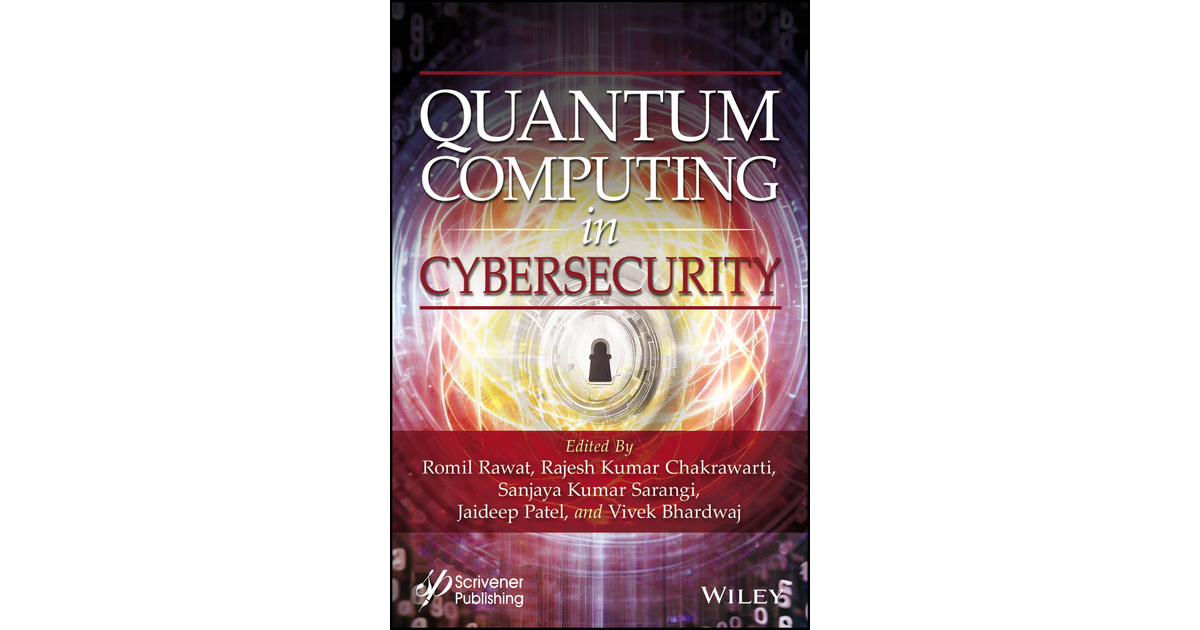 QUANTUM
COMPUTING
in
CYBERSECURITY
Edited By
Romil Rawat, Rajesh Kumar Chakrawarti,
Sanjaya Kumar Sarangi,
Jaideep Patel, and Vivek Bhardwaj
Scrivener
Publishing
WILEY